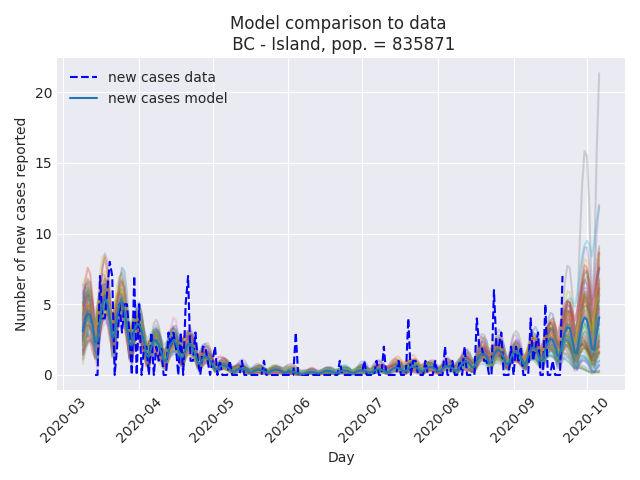 Model comparison to data
BC - Island, pop. = 835871
new cases data
new cases model
Number of new cases reported
20
15
10
5
0
2020-03
2020-04
2020-05
2020-06
2020-07
2020-08
2020-09
2020-10
Day